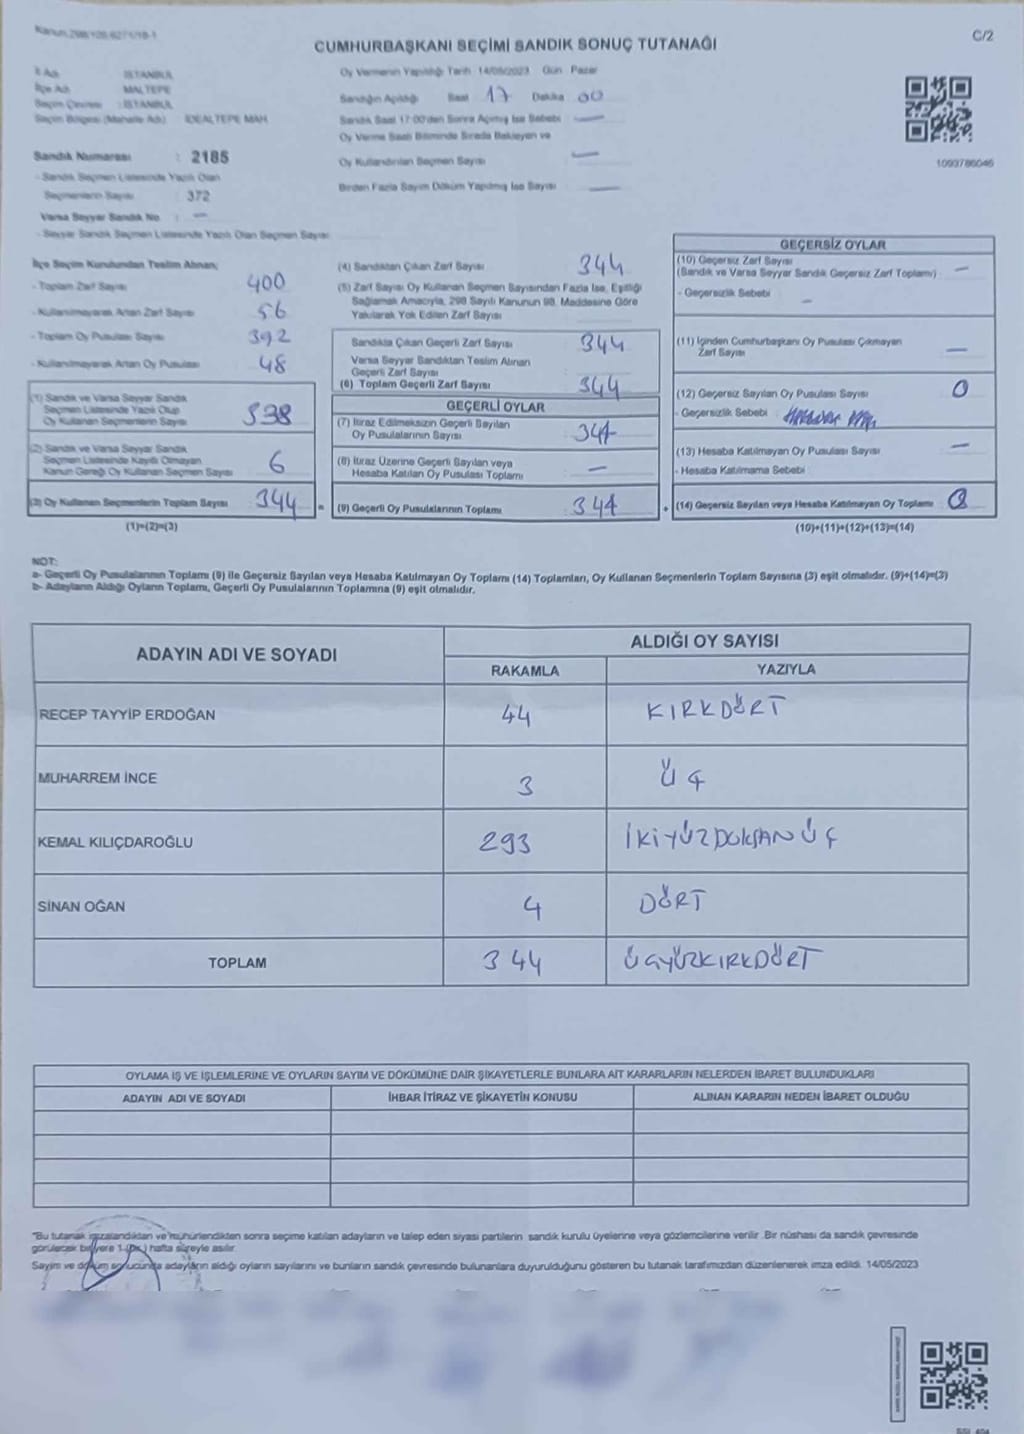 Kanun 298/105-6271/19-1
CUMHURBAŞKANI SEÇİMİ SANDIK SONUÇ TUTANAĞI
C/2
İl Adı : İSTANBUL
İlçe Adı : MALTEPE
Seçim Çevresi : İSTANBUL
Seçim Bölgesi (Mahalle Adı) : İDEALTEPE MAH
Sandık Numarası : 2185
- Sandık Seçmen Listesinde Yazılı Olan
Seçmenlerin Sayısı : 372
Varsa Seyyar Sandık No : —
- Seyyar Sandık Seçmen Listesinde Yazılı Olan Seçmen Sayısı
Oy Vermenin Yapıldığı Tarih 14/05/2023 Gün Pazar
Sandığın Açıldığı Saat 17 Dakika 00
Sandık Saat 17:00'den Sonra Açılmış İse Sebebi —
Oy Verme Saati Bitiminde Sırada Bekleyen ve
Oy Kullandırılan Seçmen Sayısı —
Birden Fazla Sayım Döküm Yapılmış İse Sayısı —
1093786046
İlçe Seçim Kurulundan Teslim Alınan;
- Toplam Zarf Sayısı 400
- Kullanılmayarak Artan Zarf Sayısı 56
- Toplam Oy Pusulası Sayısı 392
- Kullanılmayarak Artan Oy Pusulası 48
(1) Sandık ve Varsa Seyyar Sandık
Seçmen Listesinde Yazılı Olup
Oy Kullanan Seçmenlerin Sayısı 338
(2) Sandık ve Varsa Seyyar Sandık
Seçmen Listesinde Kayıtlı Olmayan
Kanun Gereği Oy Kullanan Seçmen Sayısı 6
(3) Oy Kullanan Seçmenlerin Toplam Sayısı 344 =
(1)+(2)=(3)
(4) Sandıktan Çıkan Zarf Sayısı 344
(5) Zarf Sayısı Oy Kullanan Seçmen Sayısından Fazla İse, Eşitliği
Sağlamak Amacıyla, 298 Sayılı Kanunun 98. Maddesine Göre
Yakılarak Yok Edilen Zarf Sayısı
Sandıkta Çıkan Geçerli Zarf Sayısı 344
Varsa Seyyar Sandıktan Teslim Alınan
Geçerli Zarf Sayısı
(6) Toplam Geçerli Zarf Sayısı 344
GEÇERLİ OYLAR
(7) İtiraz Edilmeksizin Geçerli Sayılan
Oy Pusulalarının Sayısı 344
(8) İtiraz Üzerine Geçerli Sayılan veya
Hesaba Katılan Oy Pusulası Toplamı —
(9) Geçerli Oy Pusulalarının Toplamı 344 +
GEÇERSİZ OYLAR
(10) Geçersiz Zarf Sayısı
(Sandık ve Varsa Seyyar Sandık Geçersiz Zarf Toplamı) —
- Geçersizlik Sebebi —
(11) İçinden Cumhurbaşkanı Oy Pusulası Çıkmayan
Zarf Sayısı —
(12) Geçersiz Sayılan Oy Pusulası Sayısı 0
- Geçersizlik Sebebi
(13) Hesaba Katılmayan Oy Pusulası Sayısı —
- Hesaba Katılmama Sebebi
(14) Geçersiz Sayılan veya Hesaba Katılmayan Oy Toplamı 0
(10)+(11)+(12)+(13)=(14)
NOT:
a- Geçerli Oy Pusulalarının Toplamı (9) ile Geçersiz Sayılan veya Hesaba Katılmayan Oy Toplamı (14) Toplamları, Oy Kullanan Seçmenlerin Toplam Sayısına (3) eşit olmalıdır. (9)+(14)=(3)
b- Adayların Aldığı Oyların Toplamı, Geçerli Oy Pusulalarının Toplamına (9) eşit olmalıdır.
ADAYIN ADI VE SOYADI
ALDIĞI OY SAYISI
RAKAMLA YAZIYLA
RECEP TAYYİP ERDOĞAN 44 KIRKDÖRT
MUHARREM İNCE 3 ÜÇ
KEMAL KILIÇDAROĞLU 293 İKİYÜZDOKSANÜÇ
SİNAN OĞAN 4 DÖRT
TOPLAM 344 ÜÇYÜZKIRKDÖRT
OYLAMA İŞ VE İŞLEMLERİNE VE OYLARIN SAYIM VE DÖKÜMÜNE DAİR ŞİKAYETLERLE BUNLARA AİT KARARLARIN NELERDEN İBARET BULUNDUKLARI
ADAYIN ADI VE SOYADI İHBAR İTİRAZ VE ŞİKAYETİN KONUSU ALINAN KARARIN NEDEN İBARET OLDUĞU
"Bu tutanak imzalandıktan ve mühürlendikten sonra seçime katılan adayların ve talep eden siyasi partilerin sandık kurulu üyelerine veya gözlemcilerine verilir. Bir nüshası da sandık çevresinde
görülecek bir yere 1 (bir) hafta süreyle asılır.
Sayım ve döküm sonucunda adayların aldığı oyların sayılarını ve bunların sandık çevresinde bulunanlara duyurulduğunu gösteren bu tutanak tarafımızdan düzenlenerek imza edildi. 14/05/2023